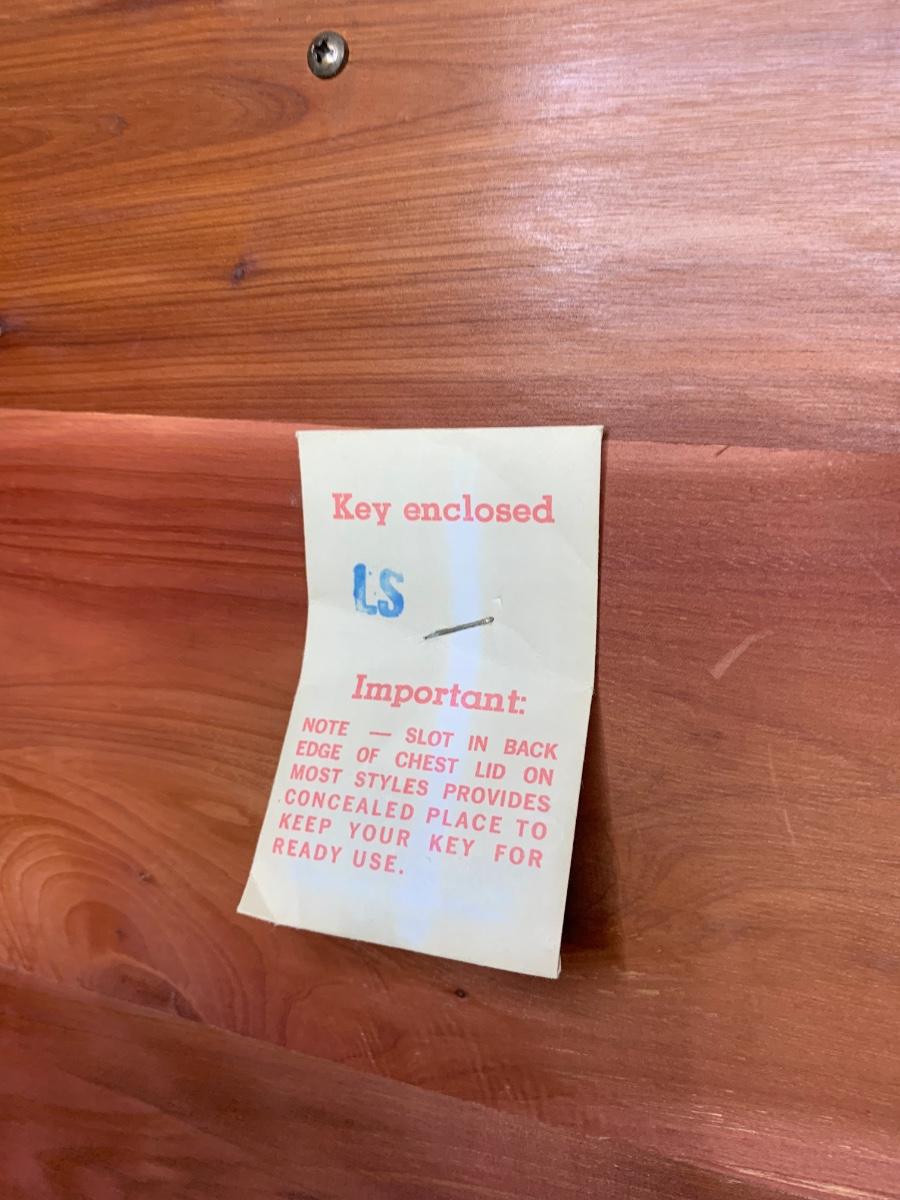 Key enclosed
LS
Important:
NOTE — SLOT IN BACK
EDGE OF CHEST LID ON
MOST STYLES PROVIDES
CONCEALED PLACE TO
KEEP YOUR KEY FOR
READY USE.